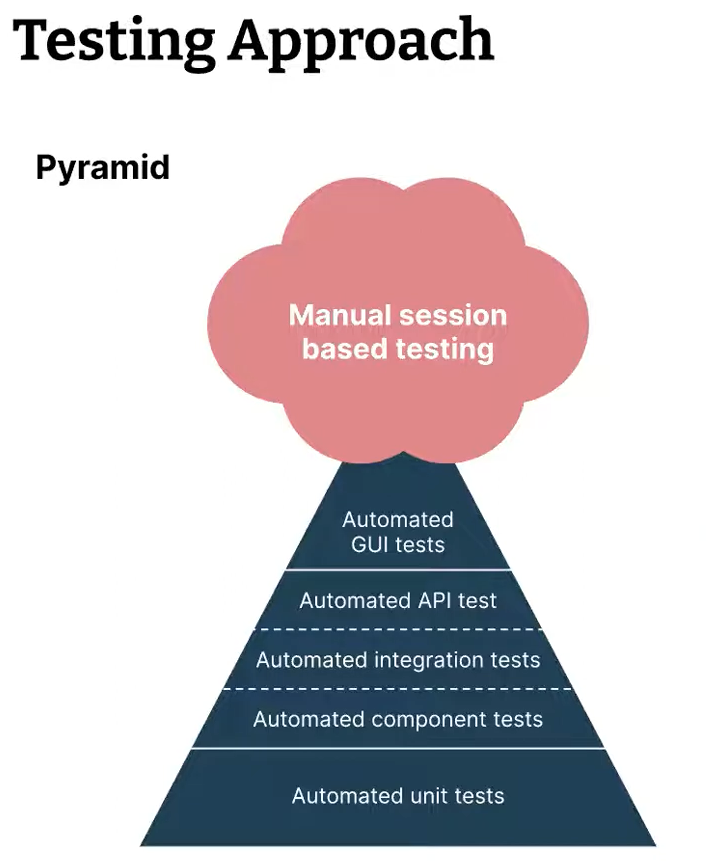 Testing Approach
Pyramid
Manual session
based testing
Automated
GUI tests
Automated API test
Automated integration tests
Automated component tests
Automated unit tests